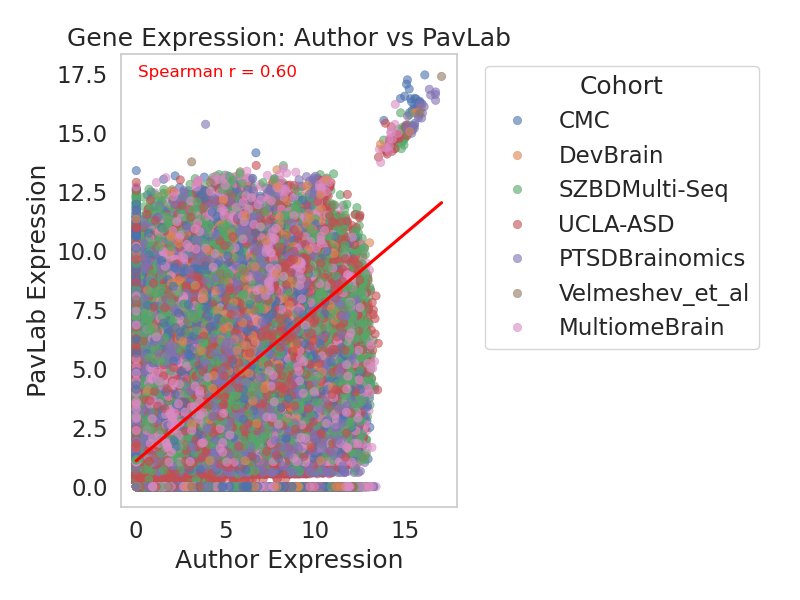 Gene Expression: Author vs PavLab
Spearman r = 0.60
17.5
15.0
12.5
10.0
7.5
5.0
2.5
0.0
PavLab Expression
0 5 10 15
Author Expression
Cohort
CMC
DevBrain
SZBDMulti-Seq
UCLA-ASD
PTSDBrainomics
Velmeshev_et_al
MultiomeBrain